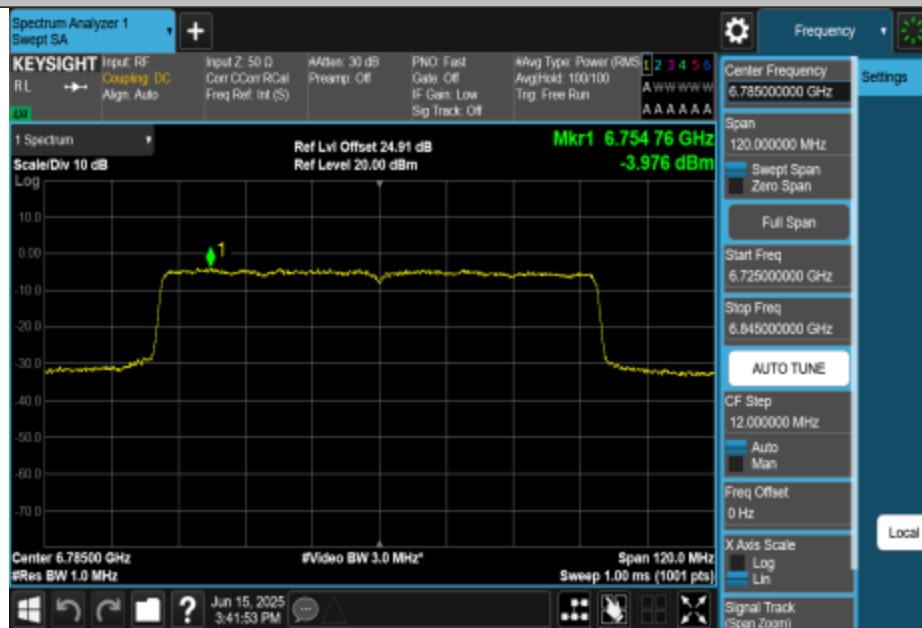 Spectrum Analyzer 1
Swept SA
+
Frequency
KEYSIGHT
RL
LXI
Input: RF
Coupling: DC
Align: Auto
Input Z: 50 Ω
Corr CCorr RCal
Freq Ref: Int (S)
#Atten: 30 dB
Preamp: Off
PNO: Fast
Gate: Off
IF Gain: Low
Sig Track: Off
#Avg Type: Power (RMS
Avg|Hold: 100/100
Trig: Free Run
1 2 3 4 5 6
A W W W W W
A A A A A A
1 Spectrum
Scale/Div 10 dB
Ref Lvl Offset 24.91 dB
Ref Level 20.00 dBm
Mkr1 6.754 76 GHz
-3.976 dBm
Log
10.0
0.00
-10.0
-20.0
-30.0
-40.0
-50.0
-60.0
-70.0
1
Center 6.78500 GHz
#Res BW 1.0 MHz
#Video BW 3.0 MHz*
Span 120.0 MHz
Sweep 1.00 ms (1001 pts)
?
Jun 15, 2025
3:41:53 PM
Center Frequency
6.785000000 GHz
Span
120.000000 MHz
Swept Span
Zero Span
Full Span
Start Freq
6.725000000 GHz
Stop Freq
6.845000000 GHz
AUTO TUNE
CF Step
12.000000 MHz
Auto
Man
Freq Offset
0 Hz
X Axis Scale
Log
Lin
Signal Track
(Span Zoom)
Settings
Local